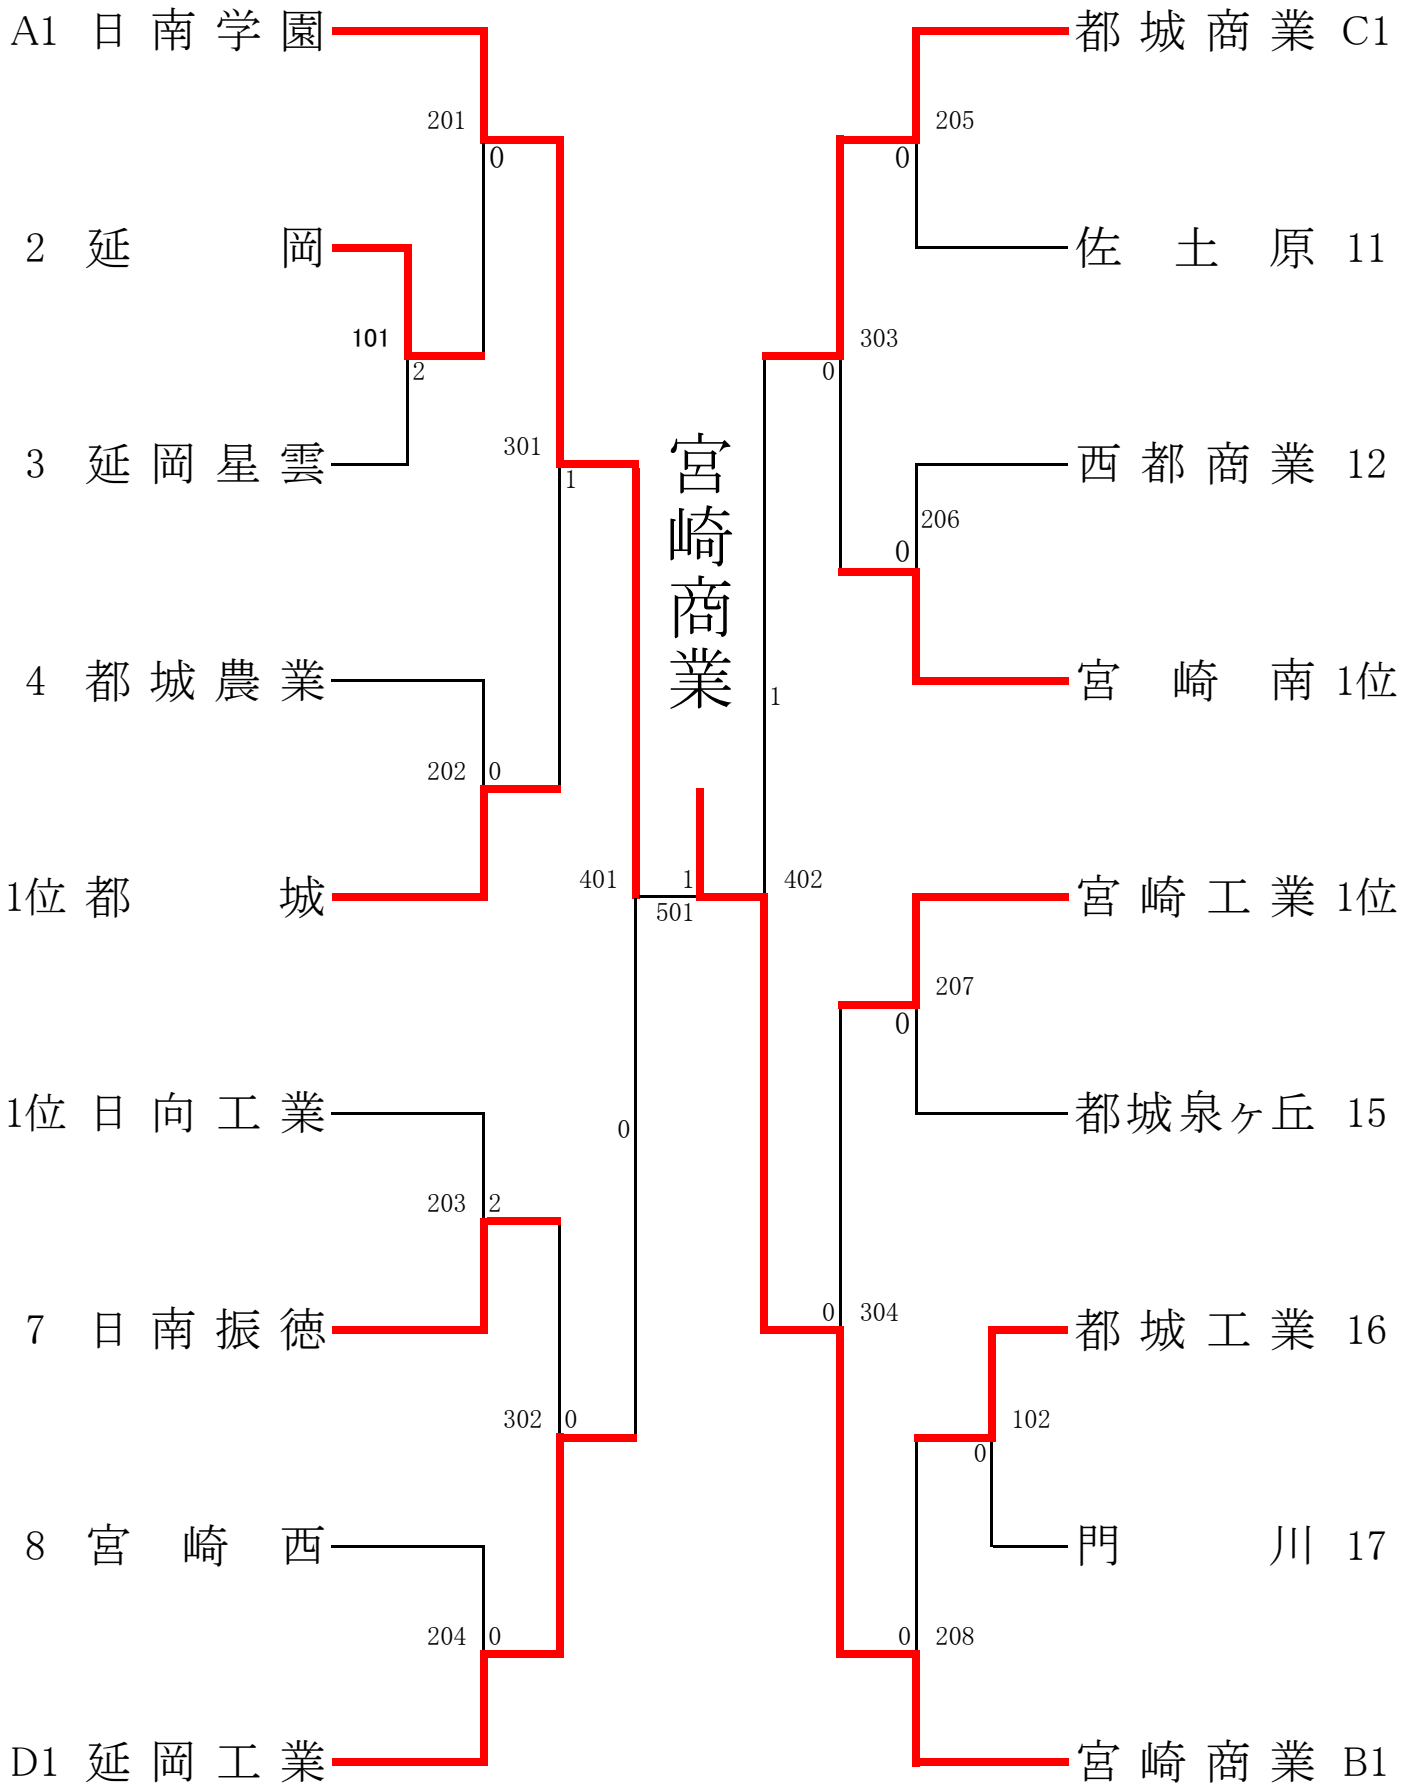 A1 日南学園
201
0
2 延岡
101
2
3 延岡星雲
301
1
4 都城農業
202 0
1位 都城
401
1位 日向工業
203 2
0
7 日南振徳
302 0
8 宮崎西
204 0
D1 延岡工業
宮崎商業
1
501
都城商業 C1
205
0
佐土原 11
303
0
西都商業 12
206
0
宮崎南 1位
1
402
宮崎工業 1位
207
0
都城泉ヶ丘 15
0 304
都城工業 16
102
0
門川 17
0 208
宮崎商業 B1